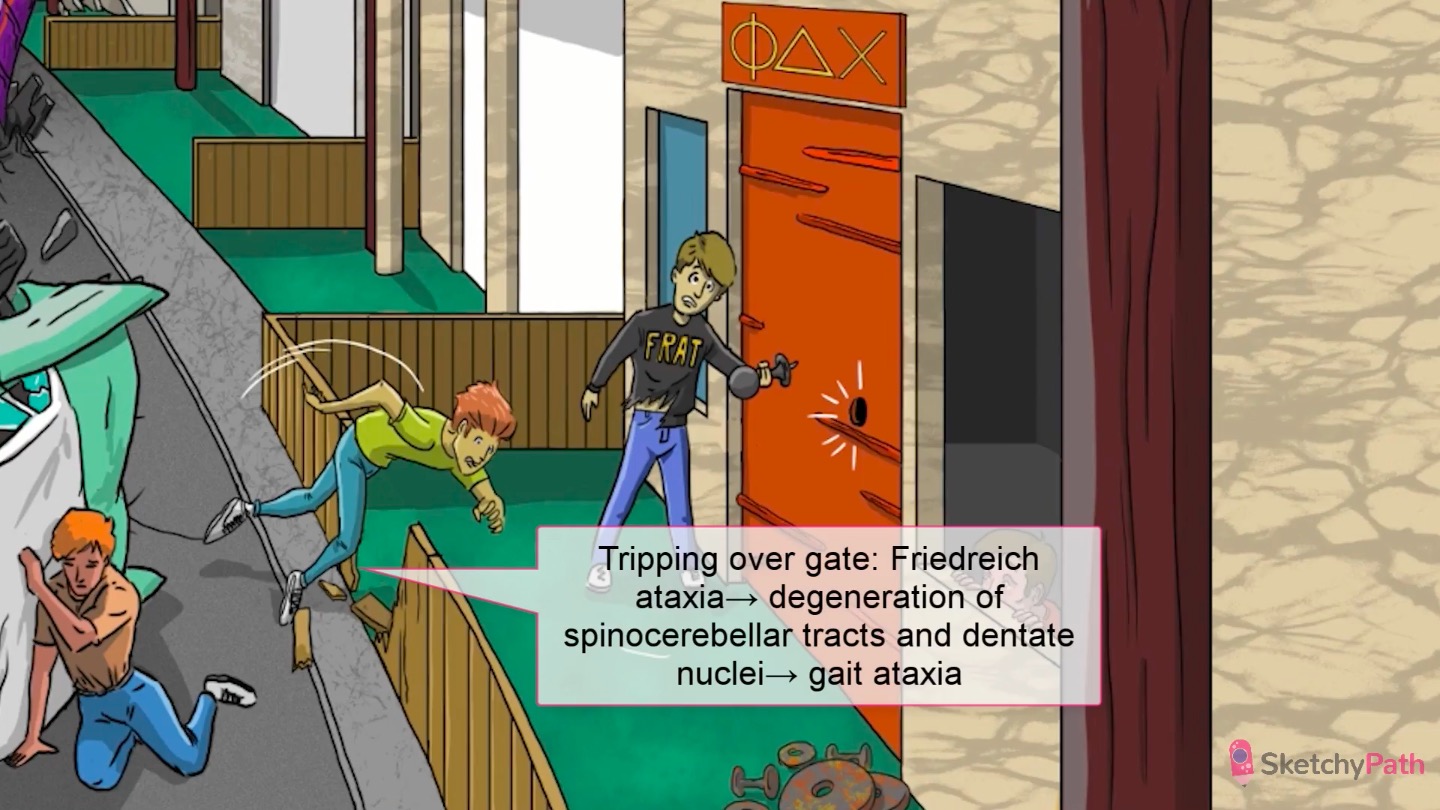 ΦΔΧ
FRAT
Tripping over gate: Friedreich
ataxia→ degeneration of
spinocerebellar tracts and dentate
nuclei→ gait ataxia
SketchyPath